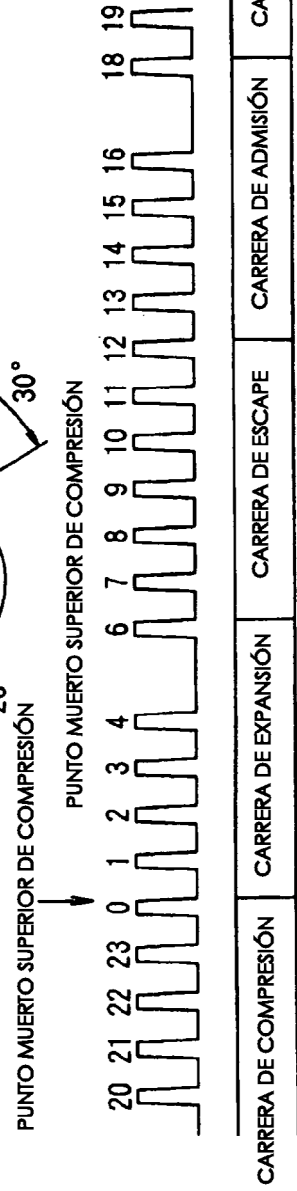 30°
PUNTO MUERTO SUPERIOR DE COMPRESIÓN
PUNTO MUERTO SUPERIOR DE COMPRESIÓN
20 21 22 23 0 1 2 3 4 6 7 8 9 10 11 12 13 14 15 16 18 19
CARRERA DE COMPRESIÓN CARRERA DE EXPANSIÓN CARRERA DE ESCAPE CARRERA DE ADMISIÓN CA